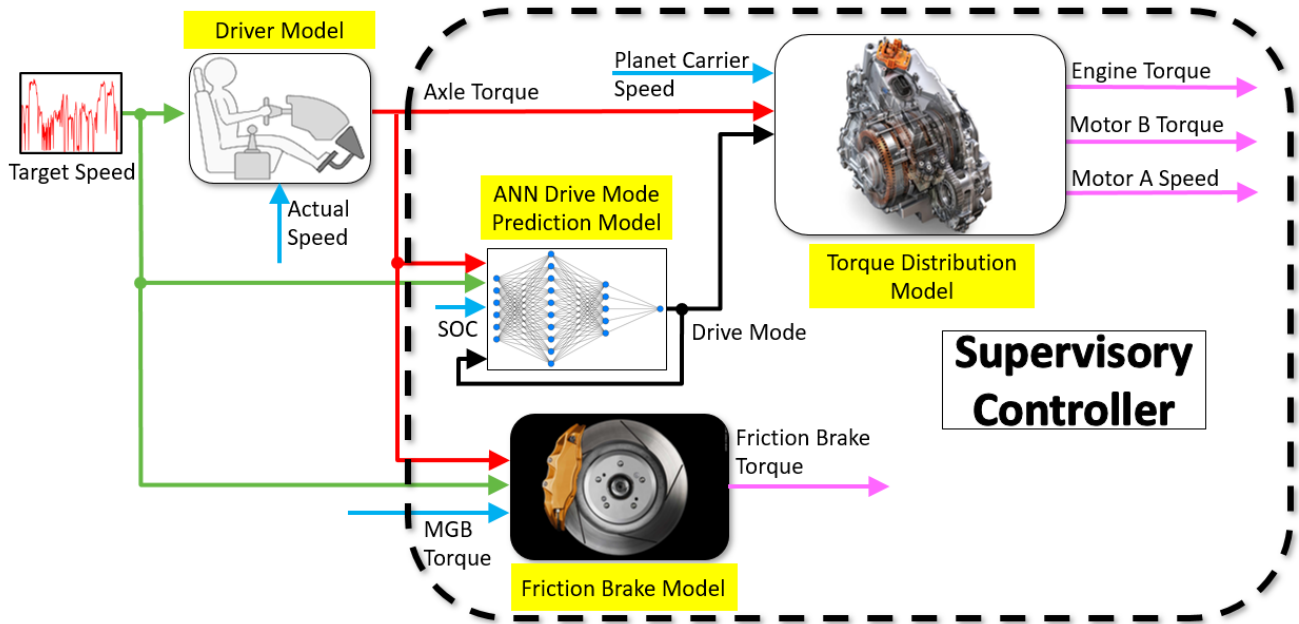 Driver Model
Target Speed
Actual
Speed
Axle Torque
Planet Carrier
Speed
Engine Torque
Motor B Torque
Motor A Speed
Torque Distribution
Model
ANN Drive Mode
Prediction Model
SOC
Drive Mode
Supervisory
Controller
Friction Brake
Torque
MGB
Torque
Friction Brake Model